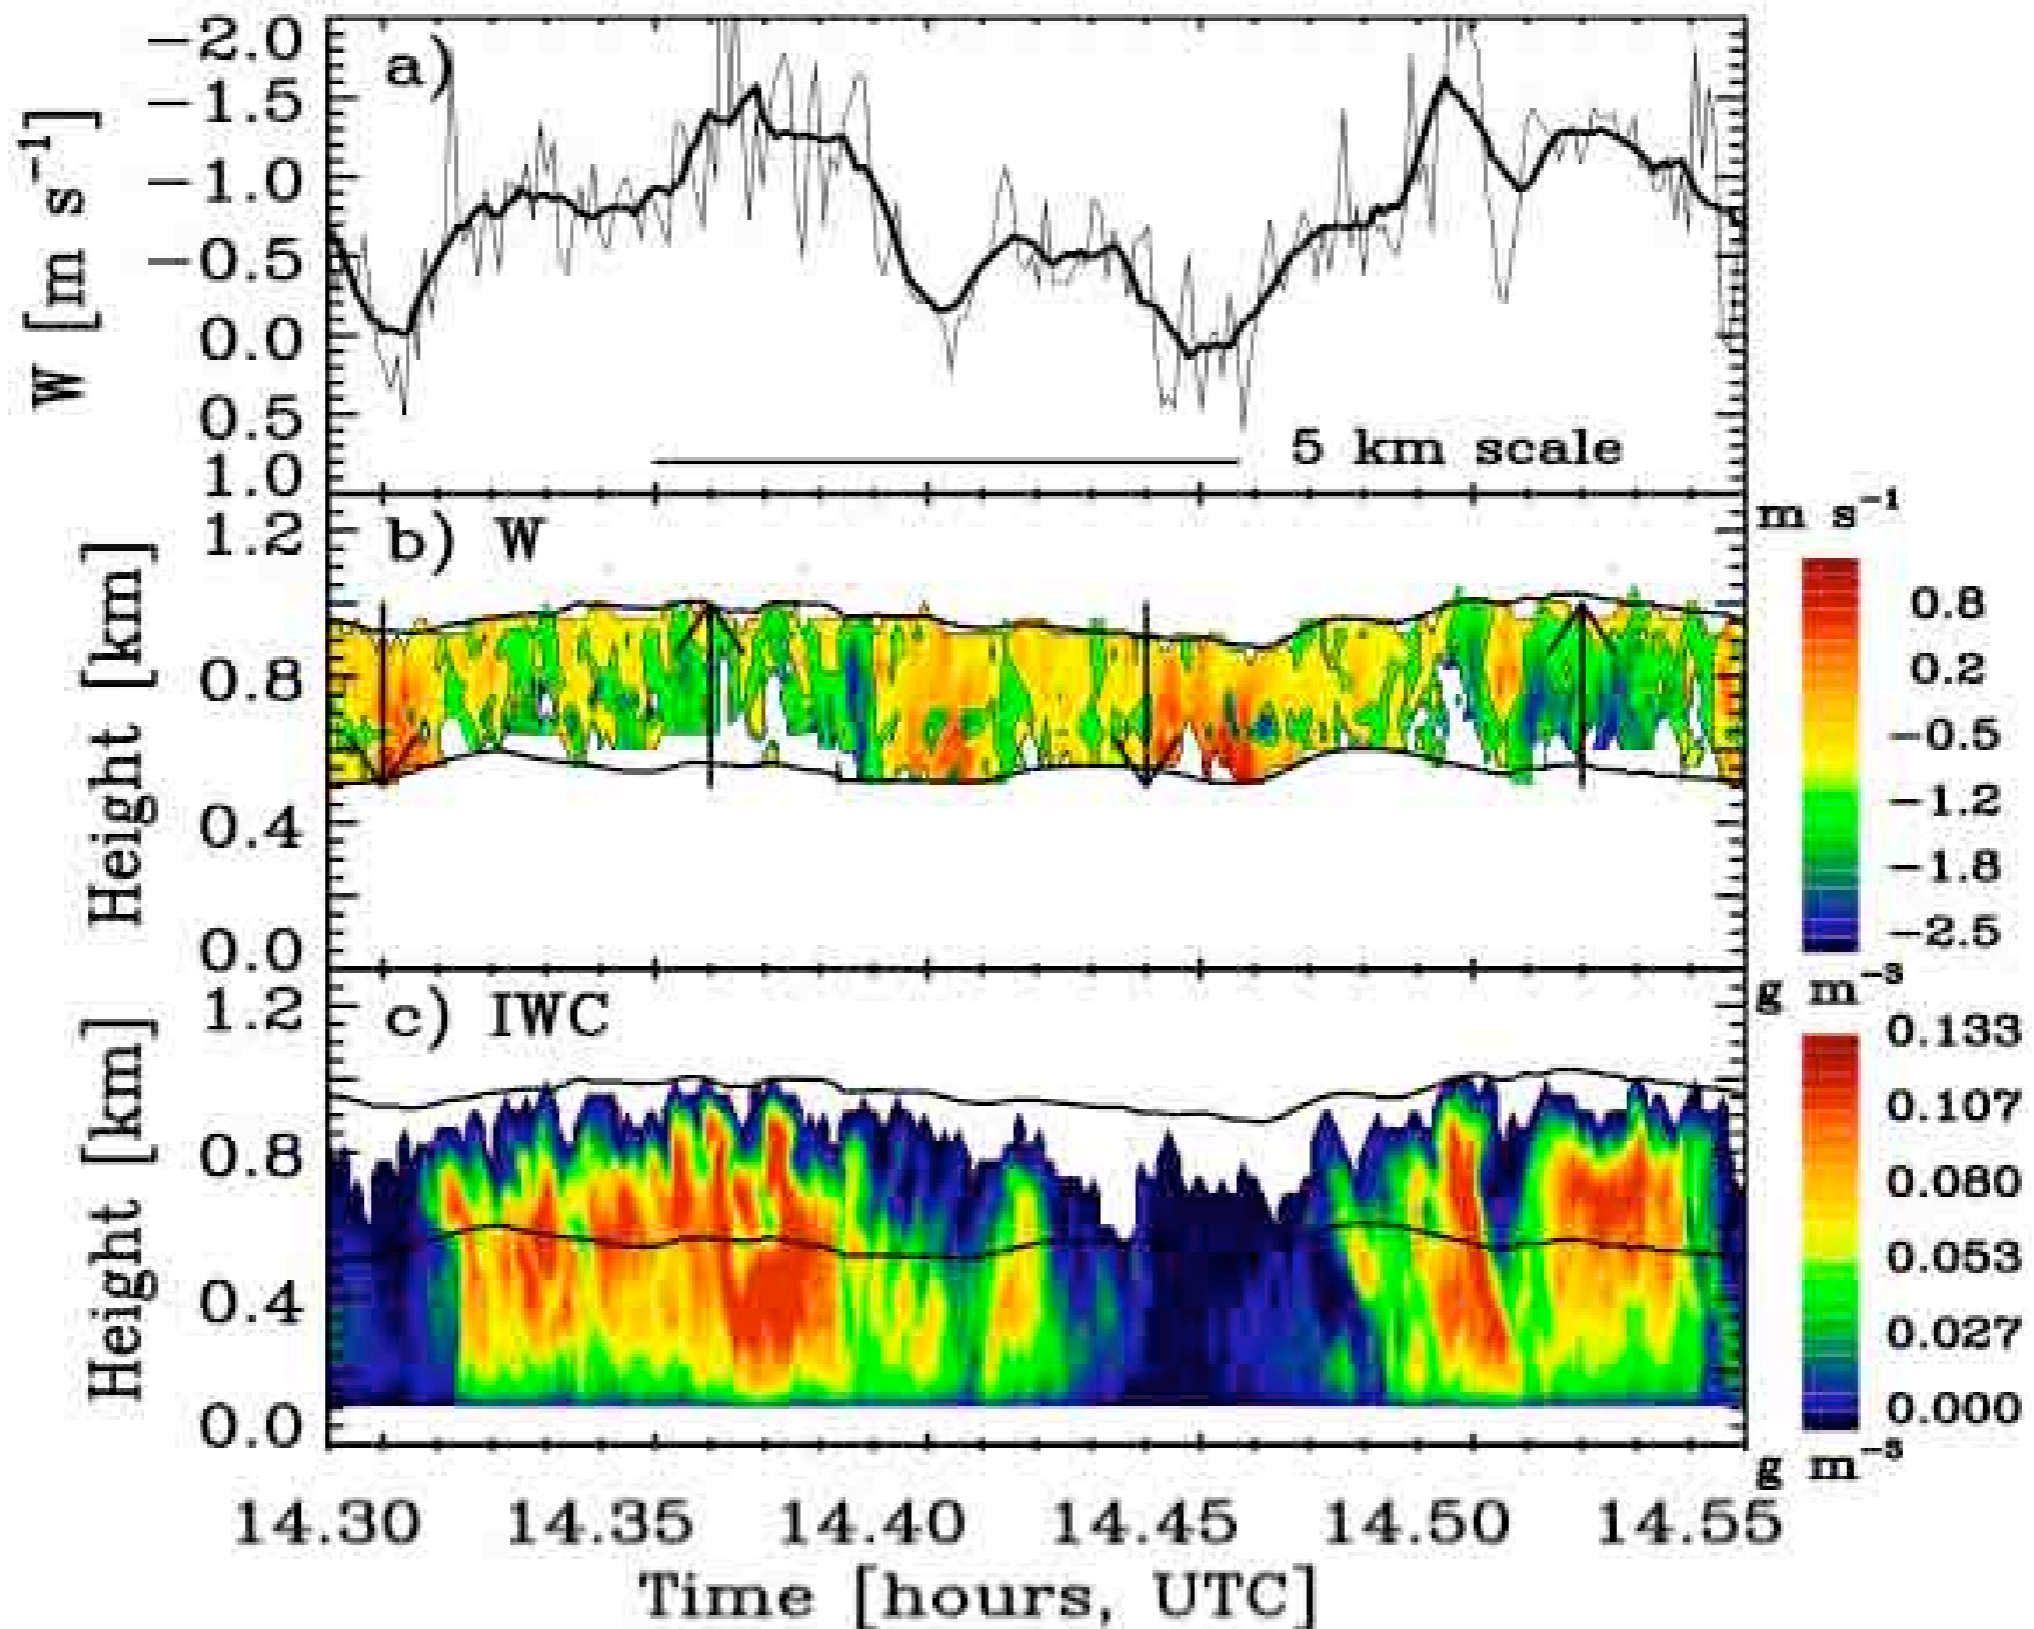 a)
W [m s⁻¹]
−2.0
−1.5
−1.0
−0.5
0.0
0.5
1.0
5 km scale
b) W
Height [km]
1.2
0.8
0.4
0.0
m s⁻¹
0.8
0.2
−0.5
−1.2
−1.8
−2.5
g m⁻³
c) IWC
Height [km]
1.2
0.8
0.4
0.0
0.133
0.107
0.080
0.053
0.027
0.000
g m⁻³
14.30 14.35 14.40 14.45 14.50 14.55
Time [hours, UTC]